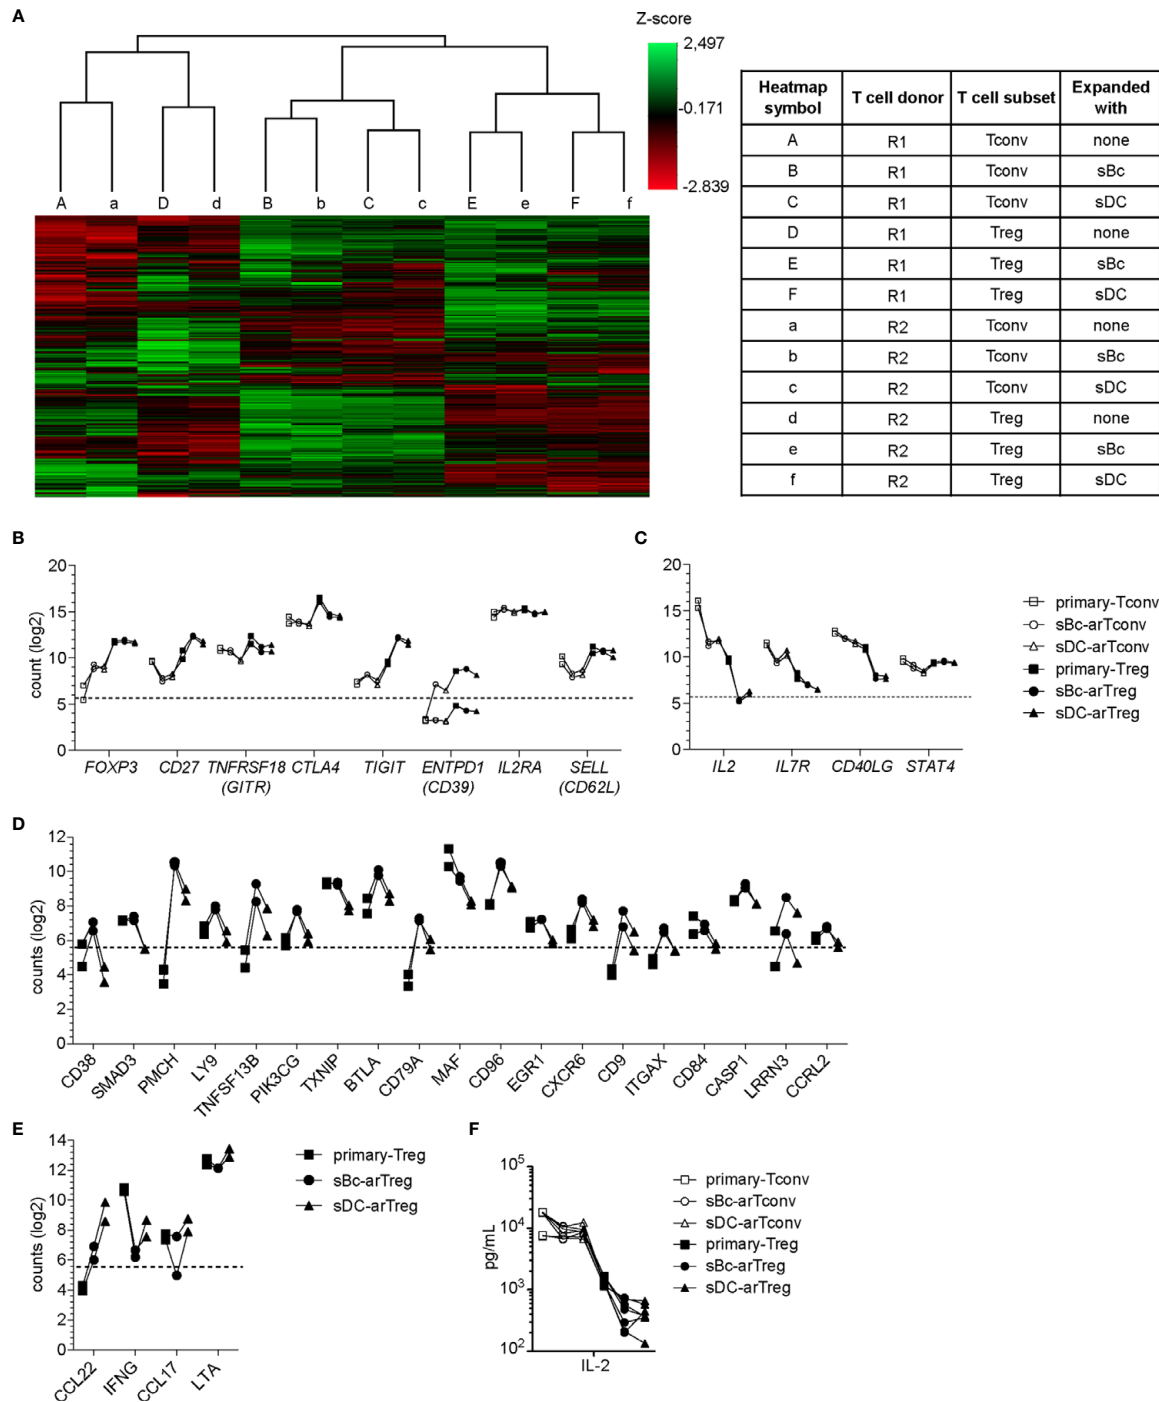 A
Z-score
2,497
-0.171
-2.839
A a D d B b C c E e F f
Heatmap symbol | T cell donor | T cell subset | Expanded with
A | R1 | Tconv | none
B | R1 | Tconv | sBc
C | R1 | Tconv | sDC
D | R1 | Treg | none
E | R1 | Treg | sBc
F | R1 | Treg | sDC
a | R2 | Tconv | none
b | R2 | Tconv | sBc
c | R2 | Tconv | sDC
d | R2 | Treg | none
e | R2 | Treg | sBc
f | R2 | Treg | sDC
B
count (log2)
20
15
10
5
0
FOXP3 CD27 TNFRSF18 CTLA4 TIGIT ENTPD1 IL2RA SELL
(GITR) (CD39) (CD62L)
C
20
15
10
5
0
IL2 IL7R CD40LG STAT4
primary-Tconv
sBc-arTconv
sDC-arTconv
primary-Treg
sBc-arTreg
sDC-arTreg
D
counts (log2)
12
10
8
6
4
2
0
CD38 SMAD3 PMCH LY9 TNFSF13B PIK3CG TXNIP BTLA CD79A MAF CD96 EGR1 CXCR6 CD9 ITGAX CD84 CASP1 LRRN3 CCRL2
E
counts (log2)
14
12
10
8
6
4
2
0
CCL22 IFNG CCL17 LTA
primary-Treg
sBc-arTreg
sDC-arTreg
F
pg/mL
10^5
10^4
10^3
10^2
IL-2
primary-Tconv
sBc-arTconv
sDC-arTconv
primary-Treg
sBc-arTreg
sDC-arTreg